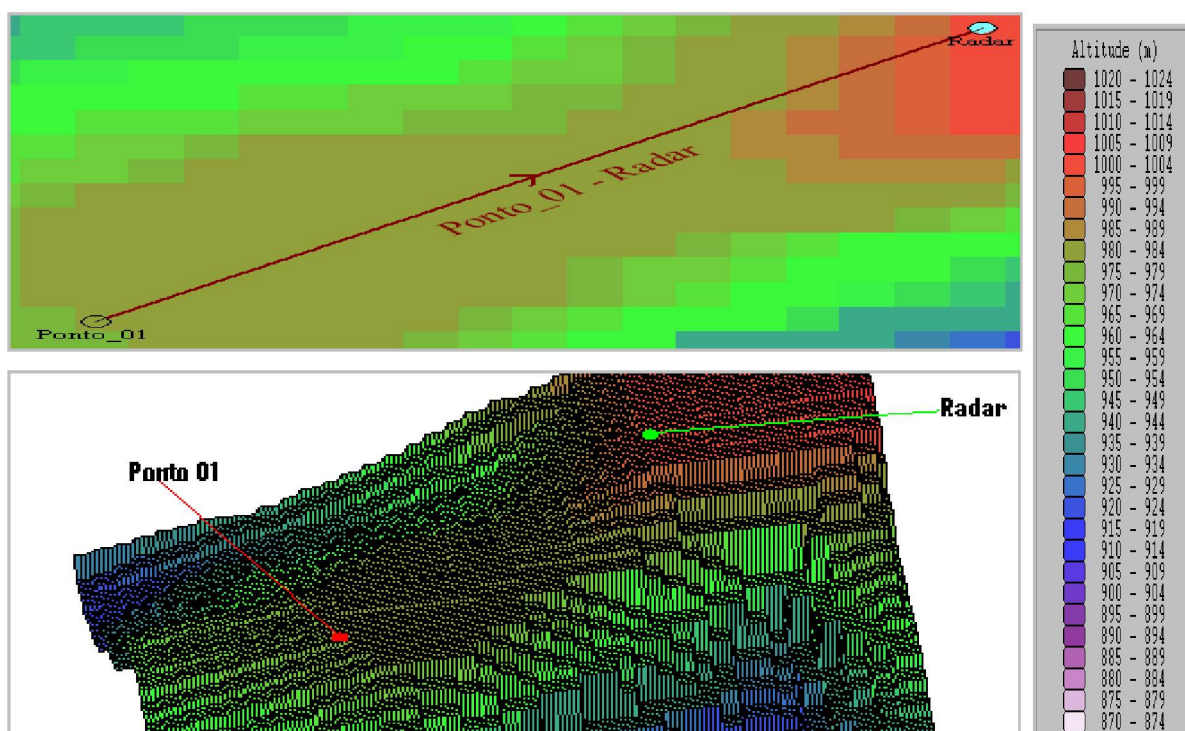 Radar
Ponto_01 - Radar
Ponto_01
Radar
Ponto 01
Altitude (m)
1020 - 1024
1015 - 1019
1010 - 1014
1005 - 1009
1000 - 1004
995 - 999
990 - 994
985 - 989
980 - 984
975 - 979
970 - 974
965 - 969
960 - 964
955 - 959
950 - 954
945 - 949
940 - 944
935 - 939
930 - 934
925 - 929
920 - 924
915 - 919
910 - 914
905 - 909
900 - 904
895 - 899
890 - 894
885 - 889
880 - 884
875 - 879
870 - 874